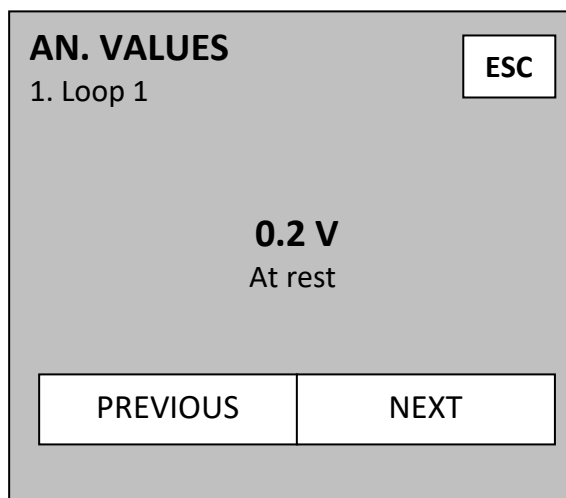 AN. VALUES
ESC
1. Loop 1
0.2 V
At rest
PREVIOUS NEXT